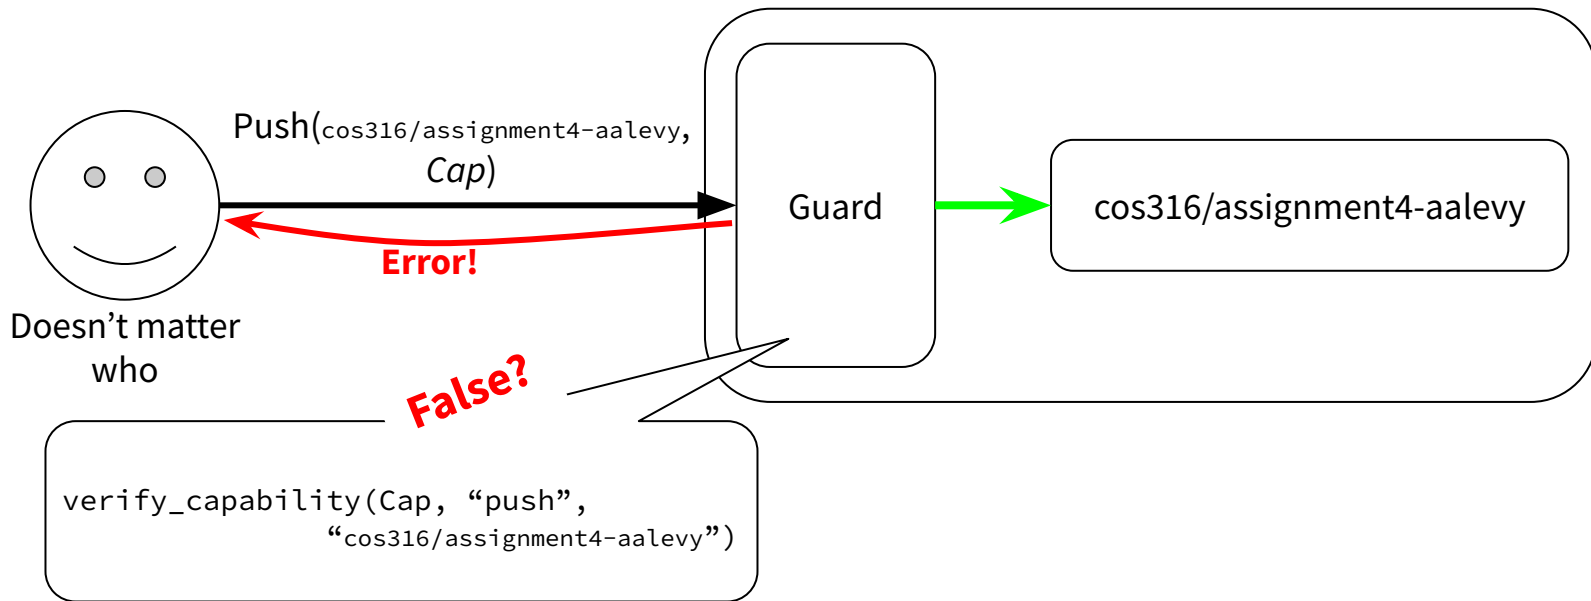 Push(cos316/assignment4-aalevy,
Cap)
Guard
cos316/assignment4-aalevy
Error!
Doesn’t matter
who
False?
verify_capability(Cap, “push”,
“cos316/assignment4-aalevy”)